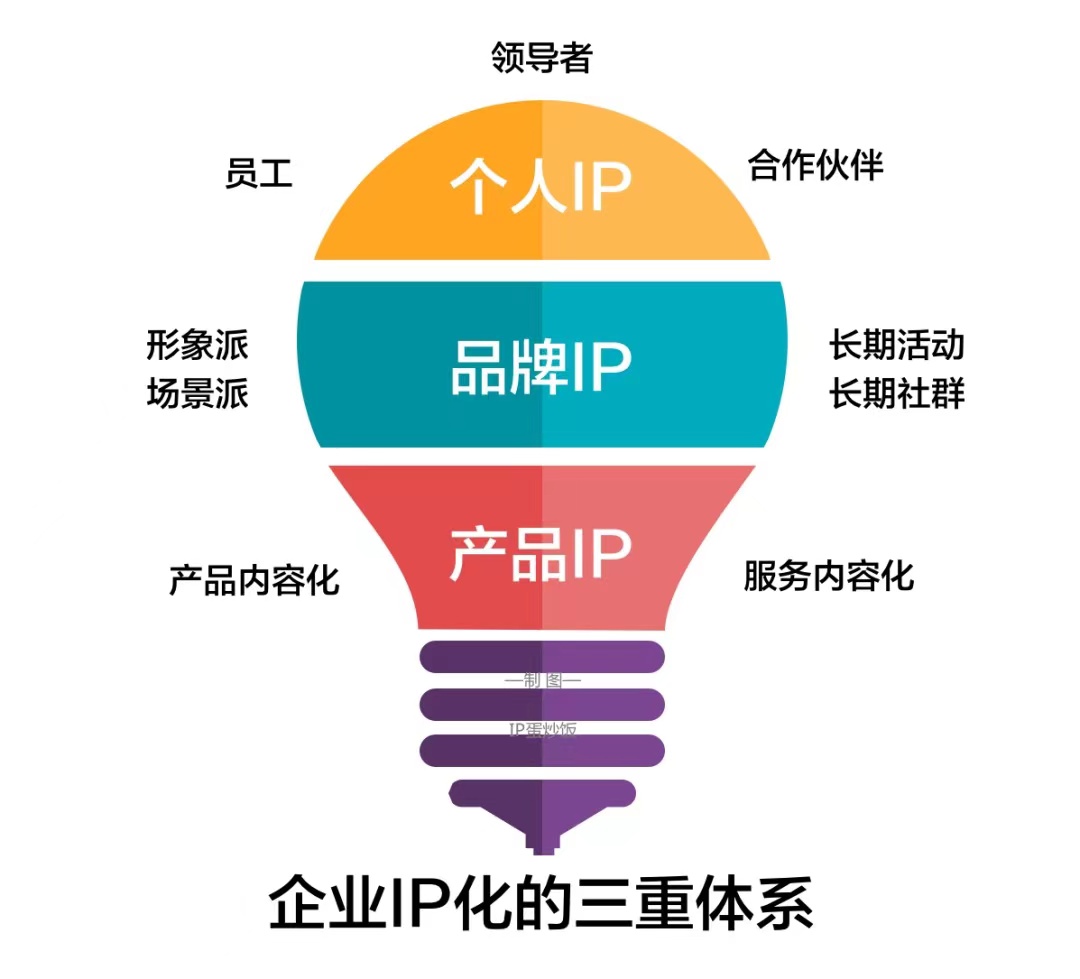 领导者
员工
合作伙伴
个人IP
形象派
场景派
品牌IP
长期活动
长期社群
产品内容化
产品IP
服务内容化
—制 图—
IP蛋炒饭
企业IP化的三重体系